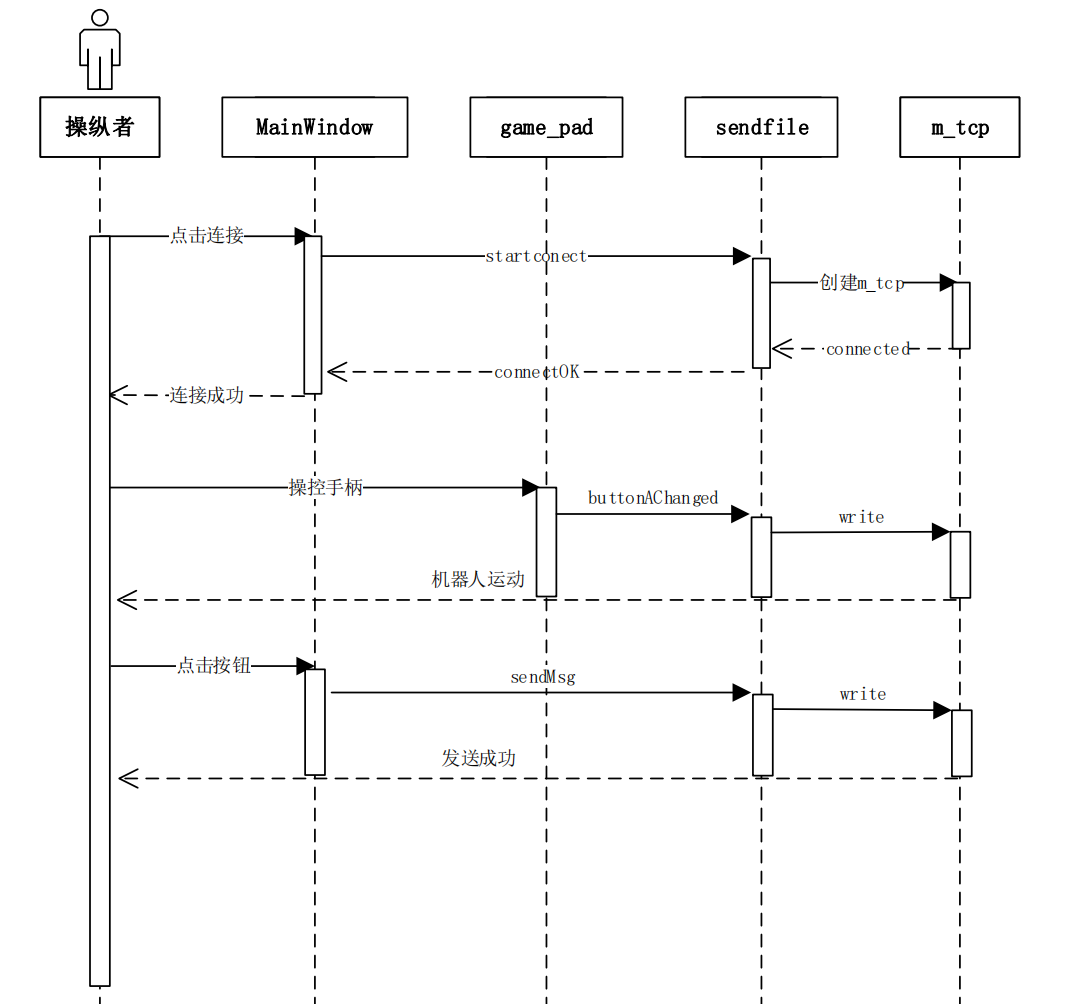 操纵者
MainWindow
game_pad
sendfile
m_tcp
点击连接
startconect
创建m_tcp
connected
connectOK
连接成功
操控手柄
buttonAChanged
write
机器人运动
点击按钮
sendMsg
write
发送成功